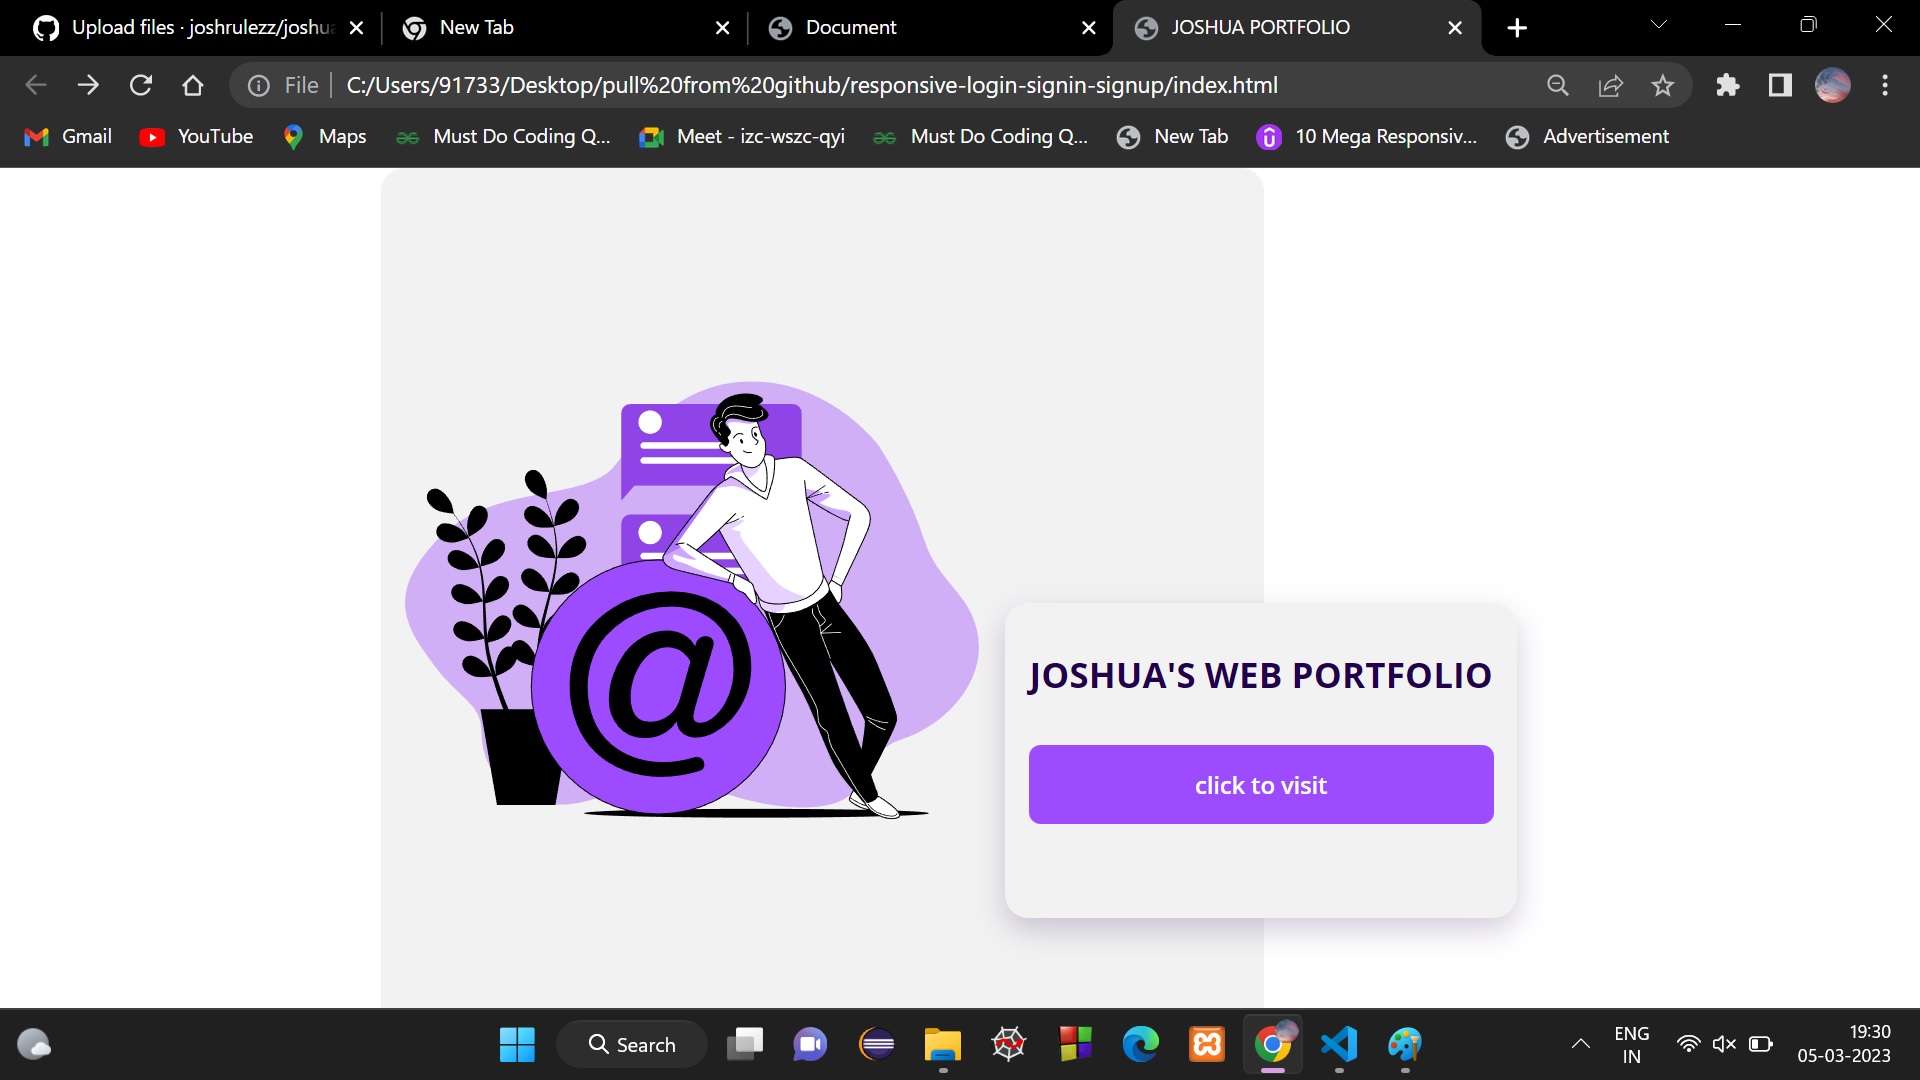 Upload files · joshrulezz/joshua
New Tab
Document
JOSHUA PORTFOLIO
File
C:/Users/91733/Desktop/pull%20from%20github/responsive-login-signin-signup/index.html
Gmail
YouTube
Maps
Must Do Coding Q...
Meet - izc-wszc-qyi
Must Do Coding Q...
New Tab
10 Mega Responsiv...
Advertisement
@
JOSHUA'S WEB PORTFOLIO
click to visit
Search
ENG
IN
19:30
05-03-2023